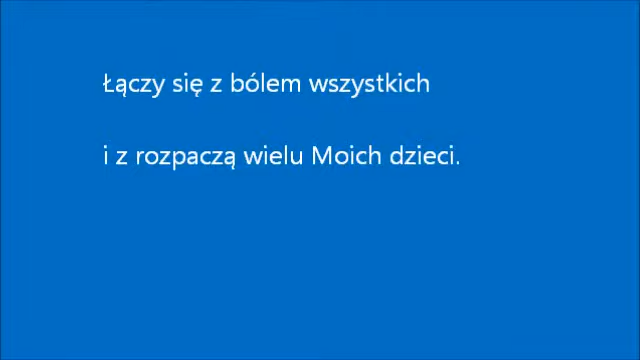 Łączy się z bólem wszystkich
i z rozpaczą wielu Moich dzieci.